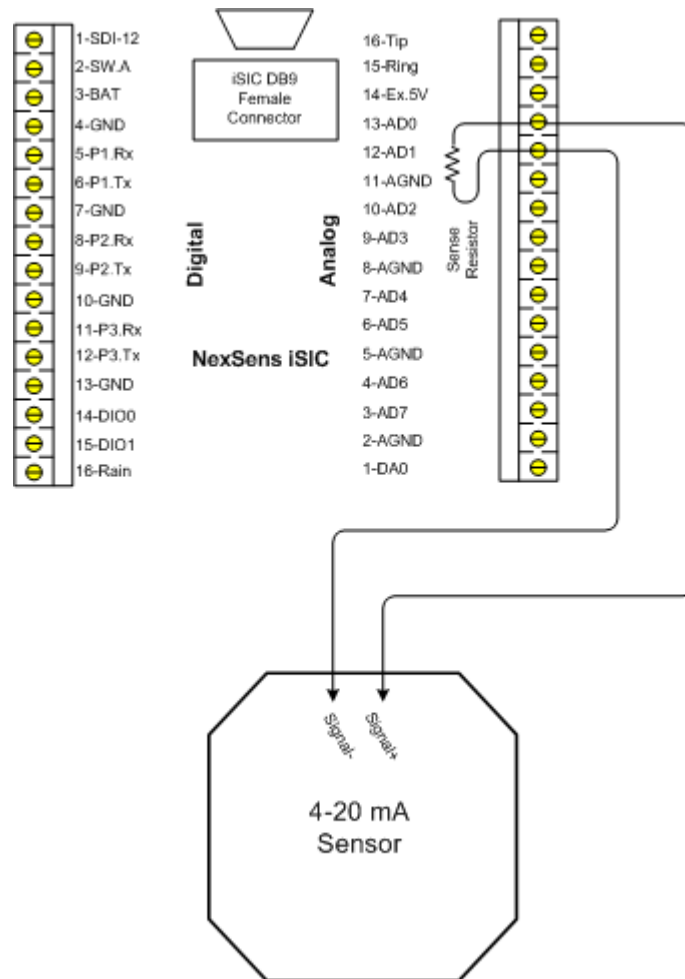 1-SDI-12
2-SW.A
3-BAT
4-GND
5-P1.Rx
6-P1.Tx
7-GND
8-P2.Rx
9-P2.Tx
10-GND
11-P3.Rx
12-P3.Tx
13-GND
14-DIO0
15-DIO1
16-Rain
iSIC DB9
Female
Connector
Digital
Analog
NexSens iSIC
16-Tip
15-Ring
14-Ex.5V
13-AD0
12-AD1
11-AGND
10-AD2
9-AD3
8-AGND
7-AD4
6-AD5
5-AGND
4-AD6
3-AD7
2-AGND
1-DA0
Sense
Resistor
Signal-
Signal+
4-20 mA
Sensor